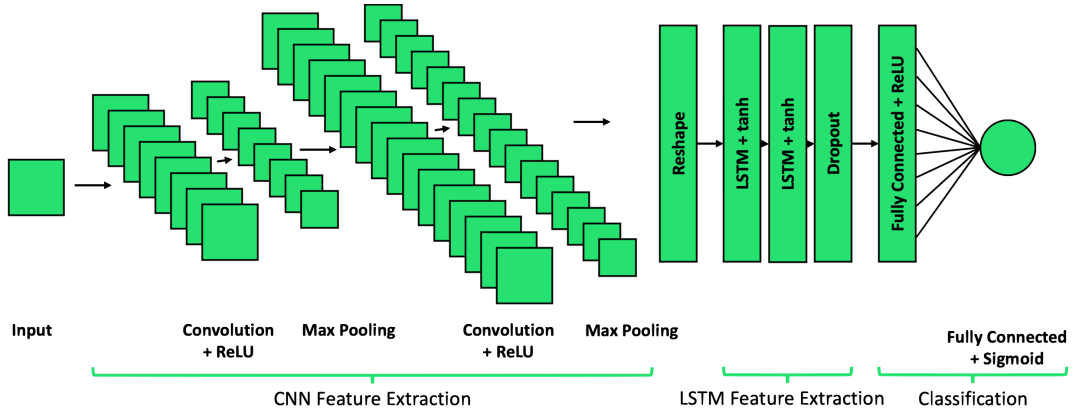 Reshape
LSTM + tanh
LSTM + tanh
Dropout
Fully Connected + ReLU
Input
Convolution
+ ReLU
Max Pooling
Convolution
+ ReLU
Max Pooling
Fully Connected
+ Sigmoid
CNN Feature Extraction
LSTM Feature Extraction
Classification